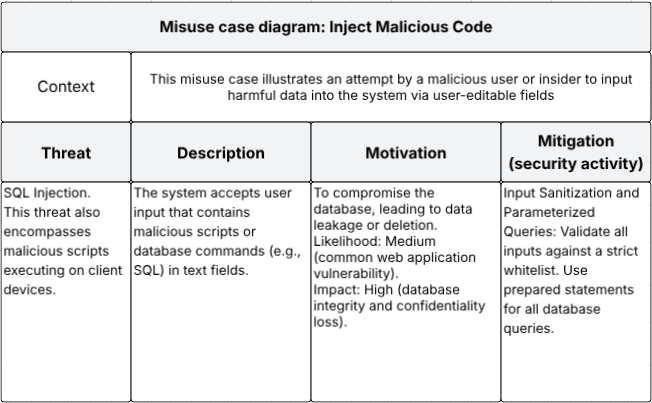 Misuse case diagram: Inject Malicious Code
Context
This misuse case illustrates an attempt by a malicious user or insider to input
harmful data into the system via user-editable fields
Threat
Description
Motivation
Mitigation
(security activity)
SQL Injection.
This threat also
encompasses
malicious scripts
executing on client
devices.
The system accepts user
input that contains
malicious scripts or
database commands (e.g.,
SQL) in text fields.
To compromise the
database, leading to data
leakage or deletion.
Likelihood: Medium
(common web application
vulnerability).
Impact: High (database
integrity and confidentiality
loss).
Input Sanitization and
Parameterized
Queries: Validate all
inputs against a strict
whitelist. Use
prepared statements
for all database
queries.